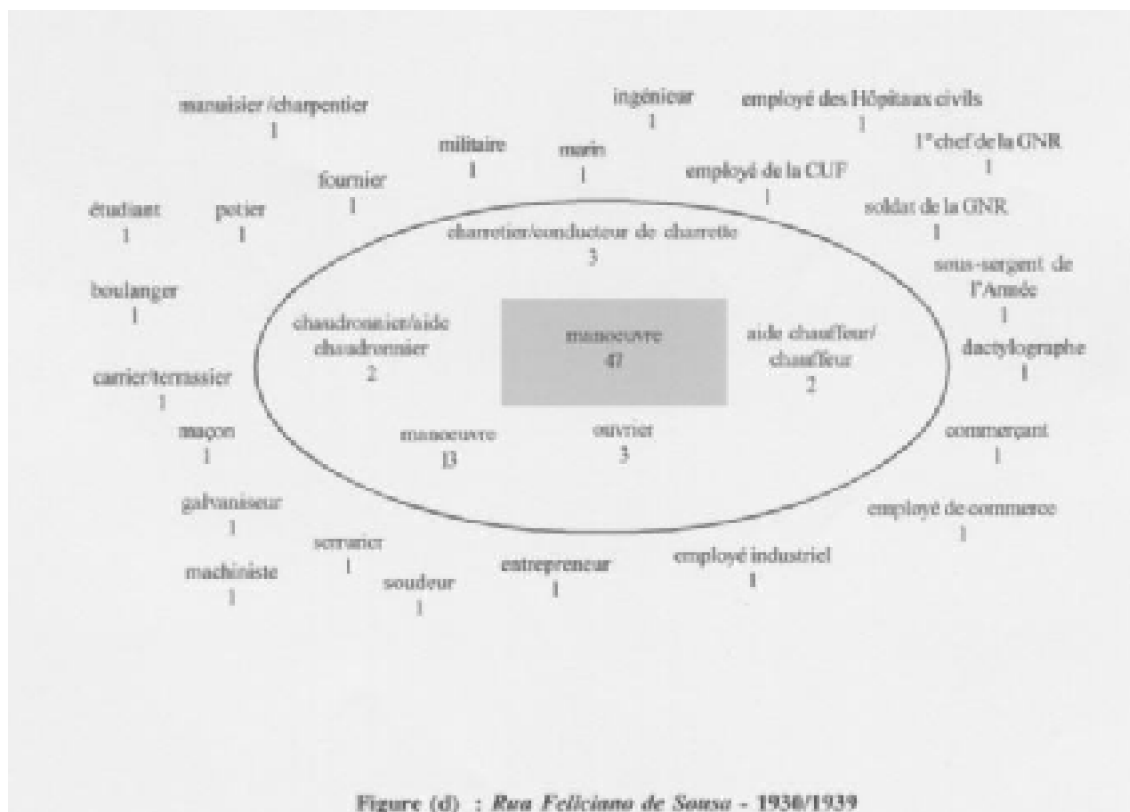 ingénieur
1
employé des Hôpitaux civils
1
manuisier /charpentier
1
militaire
1
marin
1
1º chef de la GNR
1
employé de la CUF
1
fournier
1
étudiant
1
potier
1
soldat de la GNR
1
charretier/conducteur de charrette
3
sous-sergent de
l'Année
1
boulanger
1
chaudronnier/aide
chaudronnier
2
manoeuvre
47
aide chauffeur/
chauffeur
2
dactylographe
1
carrier/terrassier
1
maçon
1
manoeuvre
13
ouvrier
3
commerçant
1
galvaniseur
1
employé de commerce
1
serrurier
1
machiniste
1
soudeur
1
entrepreneur
1
employé industriel
1
Figure (d) : Rua Feliciano de Sousa - 1930/1939